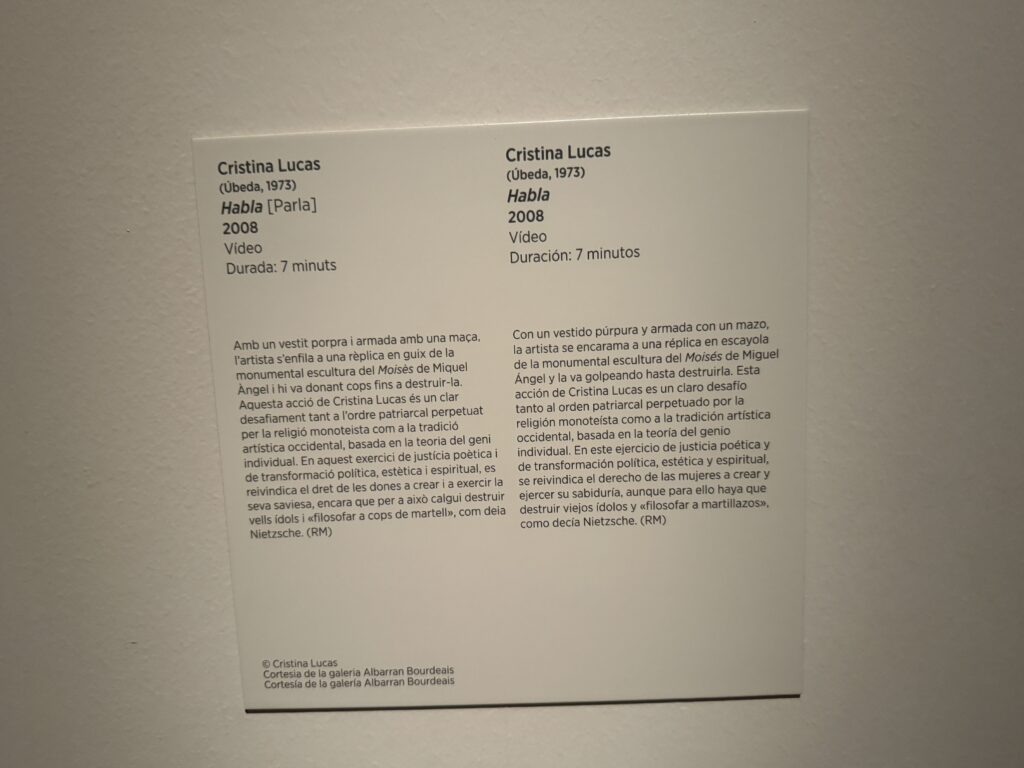 Cristina Lucas
(Úbeda, 1973)
Habla [Parla]
2008
Vídeo
Durada: 7 minuts
Amb un vestit porpra i armada amb una maça,
l'artista s'enfila a una rèplica en guix de la
monumental escultura del Moisès de Miquel
Àngel i hi va donant cops fins a destruir-la.
Aquesta acció de Cristina Lucas és un clar
desafiament tant a l'ordre patriarcal perpetuat
per la religió monoteista com a la tradició
artística occidental, basada en la teoria del geni
individual. En aquest exercici de justícia poètica i
de transformació política, estètica i espiritual, es
reivindica el dret de les dones a crear i a exercir la
seva saviesa, encara que per a això calgui destruir
vells ídols i «filosofar a cops de martell», com deia
Nietzsche. (RM)
© Cristina Lucas
Cortesia de la galeria Albarran Bourdeais
Cortesía de la galería Albarran Bourdeais
Cristina Lucas
(Úbeda, 1973)
Habla
2008
Vídeo
Duración: 7 minutos
Con un vestido púrpura y armada con un mazo,
la artista se encarama a una réplica en escayola
de la monumental escultura del Moisés de Miguel
Ángel y la va golpeando hasta destruirla. Esta
acción de Cristina Lucas es un claro desafío
tanto al orden patriarcal perpetuado por la
religión monoteísta como a la tradición artística
occidental, basada en la teoría del genio
individual. En este ejercicio de justicia poética y
de transformación política, estética y espiritual,
se reivindica el derecho de las mujeres a crear y
ejercer su sabiduría, aunque para ello haya que
destruir viejos ídolos y «filosofar a martillazos»,
como decía Nietzsche. (RM)